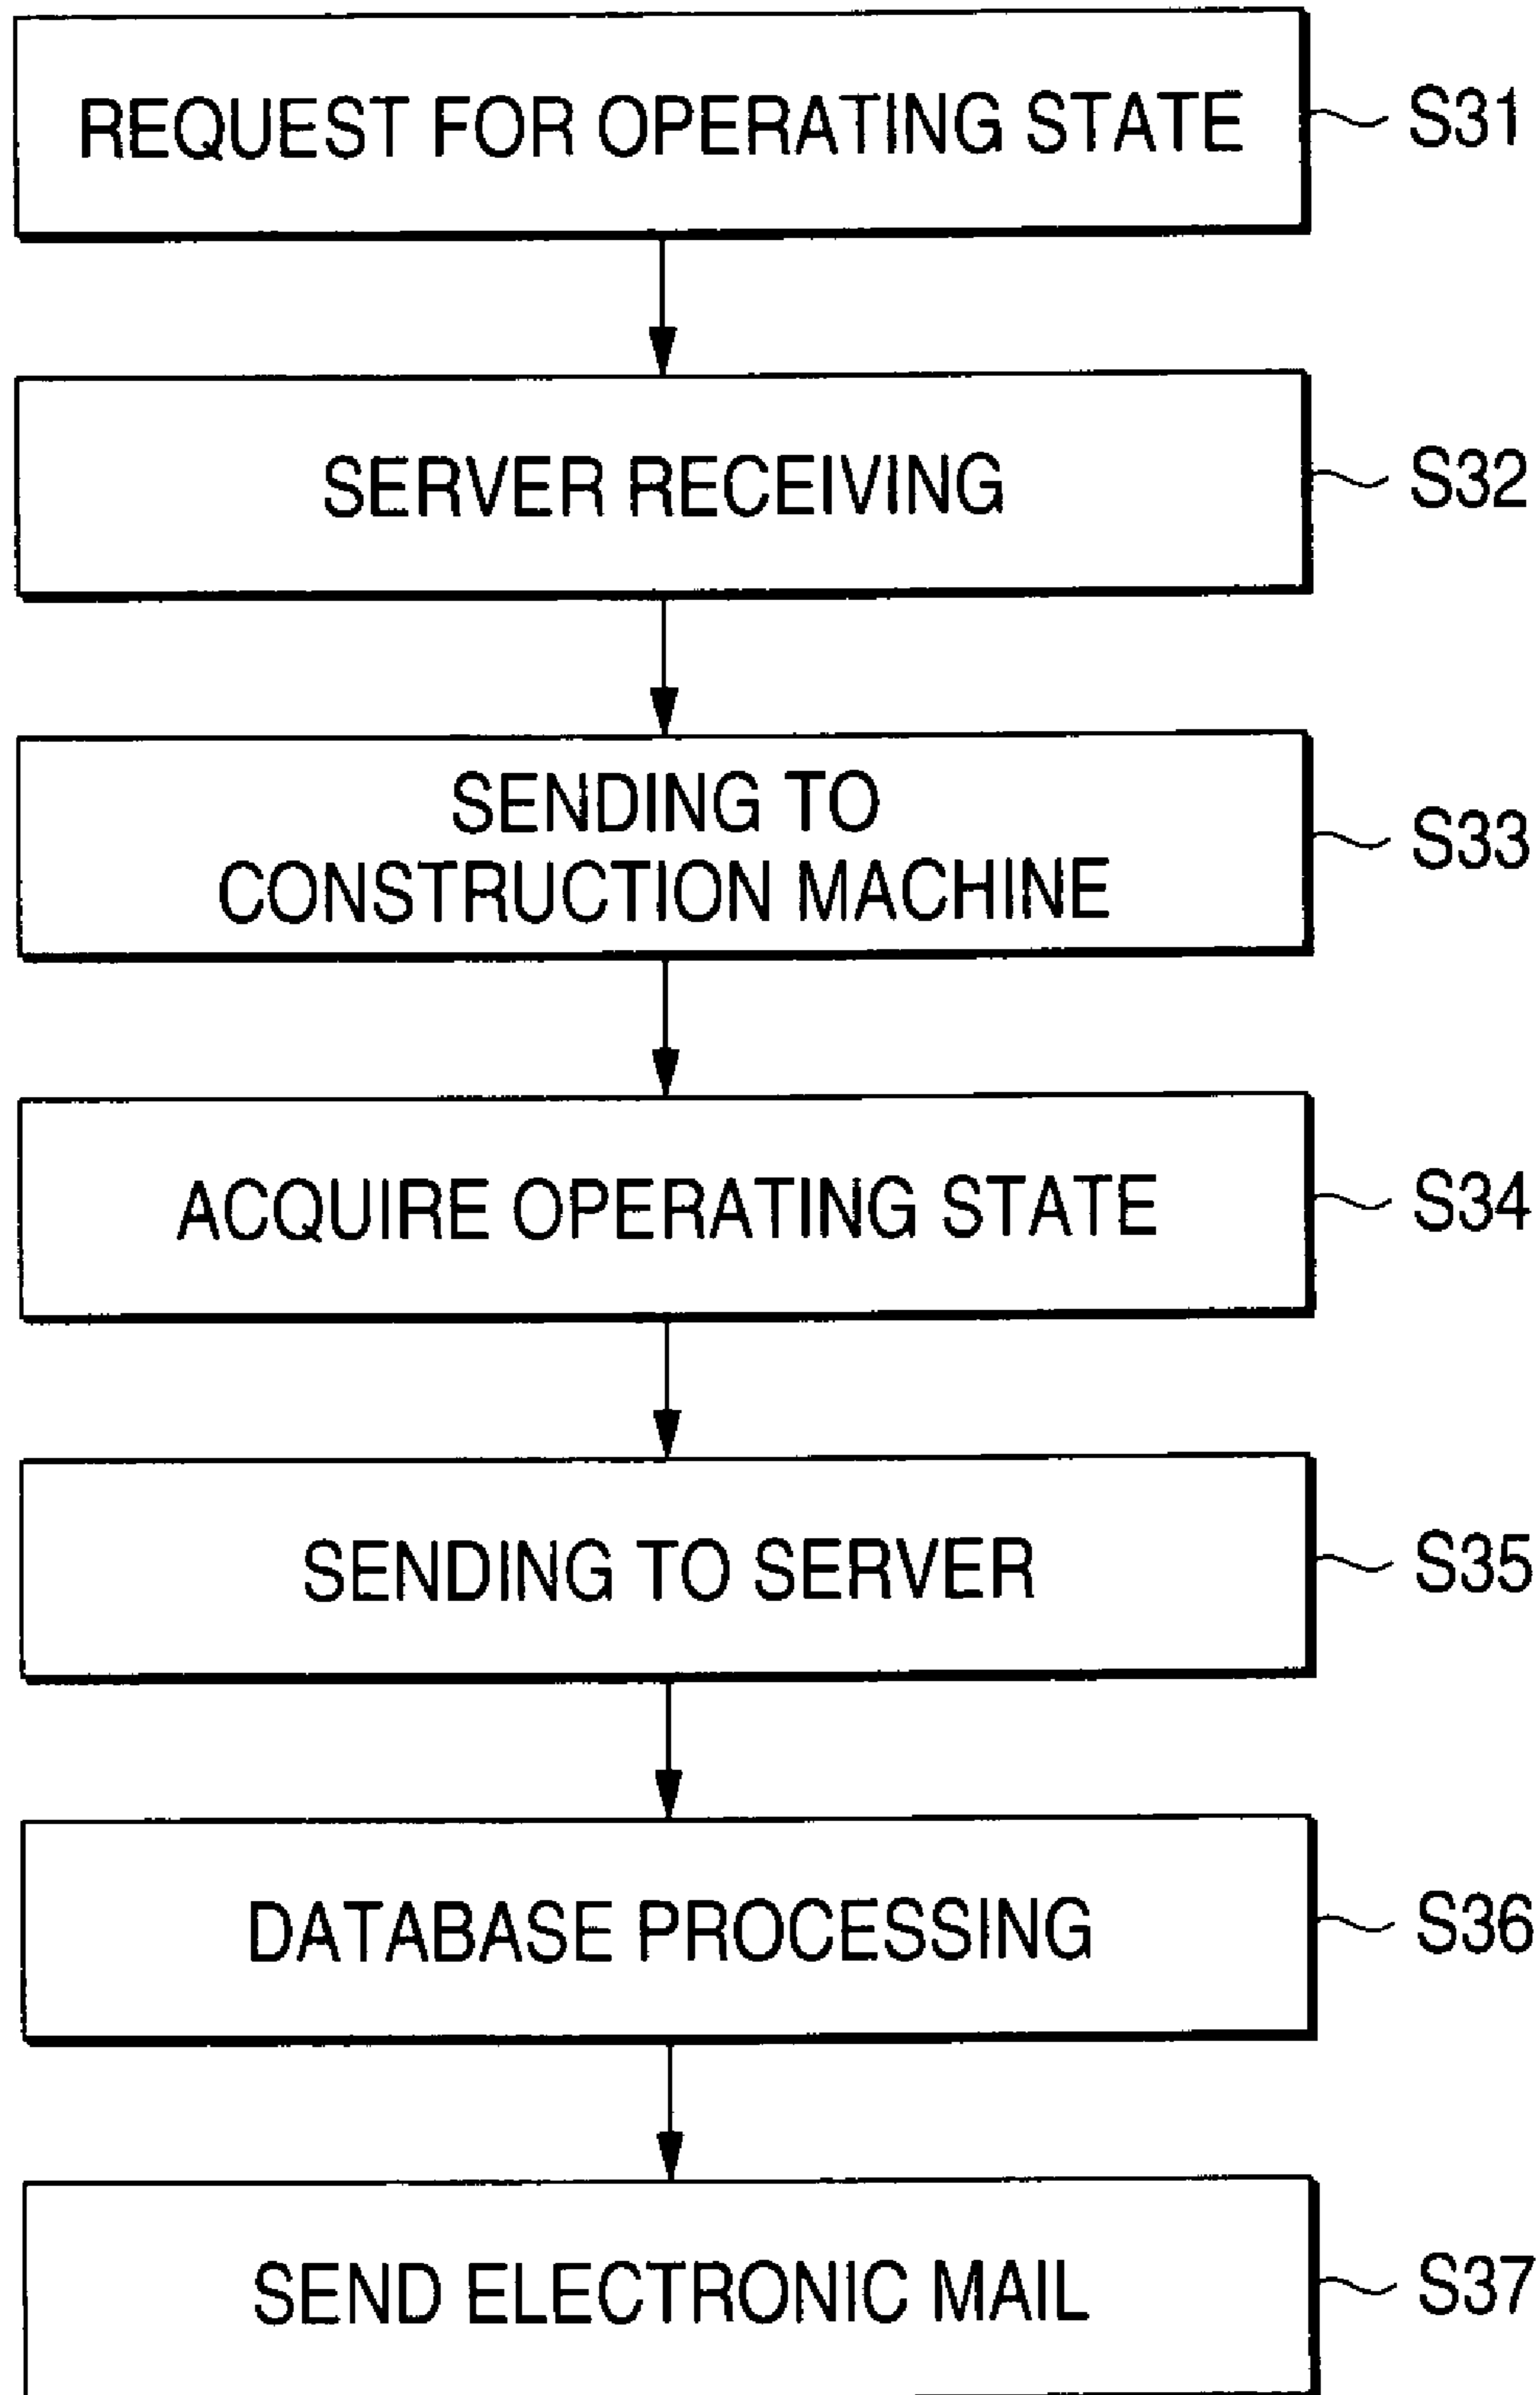 REQUEST FOR OPERATING STATE
S31
SERVER RECEIVING
S32
SENDING TO
CONSTRUCTION MACHINE
S33
ACQUIRE OPERATING STATE
S34
SENDING TO SERVER
S35
DATABASE PROCESSING
S36
SEND ELECTRONIC MAIL
S37